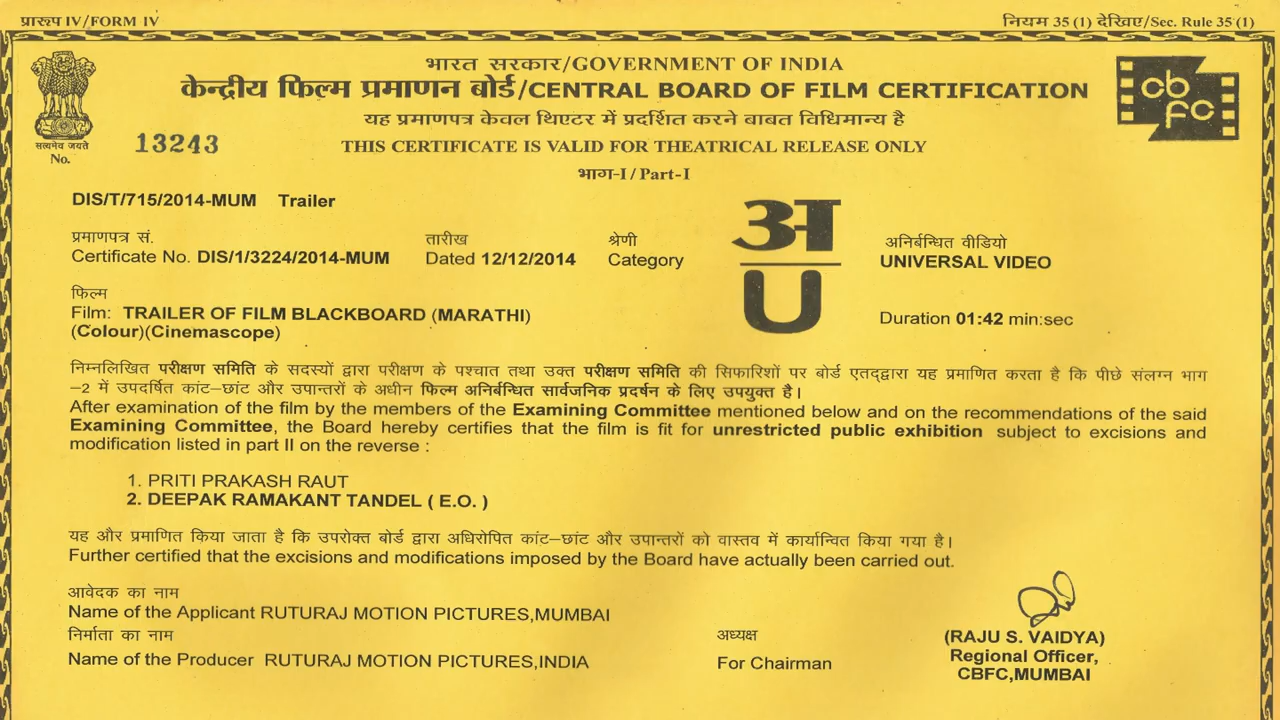 प्रारूप IV/FORM IV
नियम 35 (1) देखिए/Sec. Rule 35 (1)
भारत सरकार/GOVERNMENT OF INDIA
केन्द्रीय फिल्म प्रमाणन बोर्ड/CENTRAL BOARD OF FILM CERTIFICATION
cb
fc
यह प्रमाणपत्र केवल थिएटर में प्रदर्शित करने बाबत विधिमान्य है
सत्यमेव जयते
No. 13243
THIS CERTIFICATE IS VALID FOR THEATRICAL RELEASE ONLY
भाग-I / Part-I
DIS/T/715/2014-MUM Trailer
अ
U
प्रमाणपत्र सं. तारीख श्रेणी अनिर्बन्धित वीडियो
Certificate No. DIS/1/3224/2014-MUM Dated 12/12/2014 Category UNIVERSAL VIDEO
फिल्म
Film: TRAILER OF FILM BLACKBOARD (MARATHI) Duration 01:42 min:sec
(Colour)(Cinemascope)
निम्नलिखित परीक्षण समिति के सदस्यों द्वारा परीक्षण के पश्चात तथा उक्त परीक्षण समिति की सिफारिशों पर बोर्ड एतद्द्वारा यह प्रमाणित करता है कि पीछे संलग्न भाग
-2 में उपदर्षित कांट-छांट और उपान्तरों के अधीन फिल्म अनिर्बन्धित सार्वजनिक प्रदर्षन के लिए उपयुक्त है।
After examination of the film by the members of the Examining Committee mentioned below and on the recommendations of the said
Examining Committee, the Board hereby certifies that the film is fit for unrestricted public exhibition subject to excisions and
modification listed in part II on the reverse :
1. PRITI PRAKASH RAUT
2. DEEPAK RAMAKANT TANDEL ( E.O. )
यह और प्रमाणित किया जाता है कि उपरोक्त बोर्ड द्वारा अधिरोपित कांट-छांट और उपान्तरों को वास्तव में कार्यान्वित किया गया है।
Further certified that the excisions and modifications imposed by the Board have actually been carried out.
आवेदक का नाम
Name of the Applicant RUTURAJ MOTION PICTURES,MUMBAI
निर्माता का नाम
Name of the Producer RUTURAJ MOTION PICTURES,INDIA
अध्यक्ष
For Chairman
(RAJU S. VAIDYA)
Regional Officer,
CBFC,MUMBAI